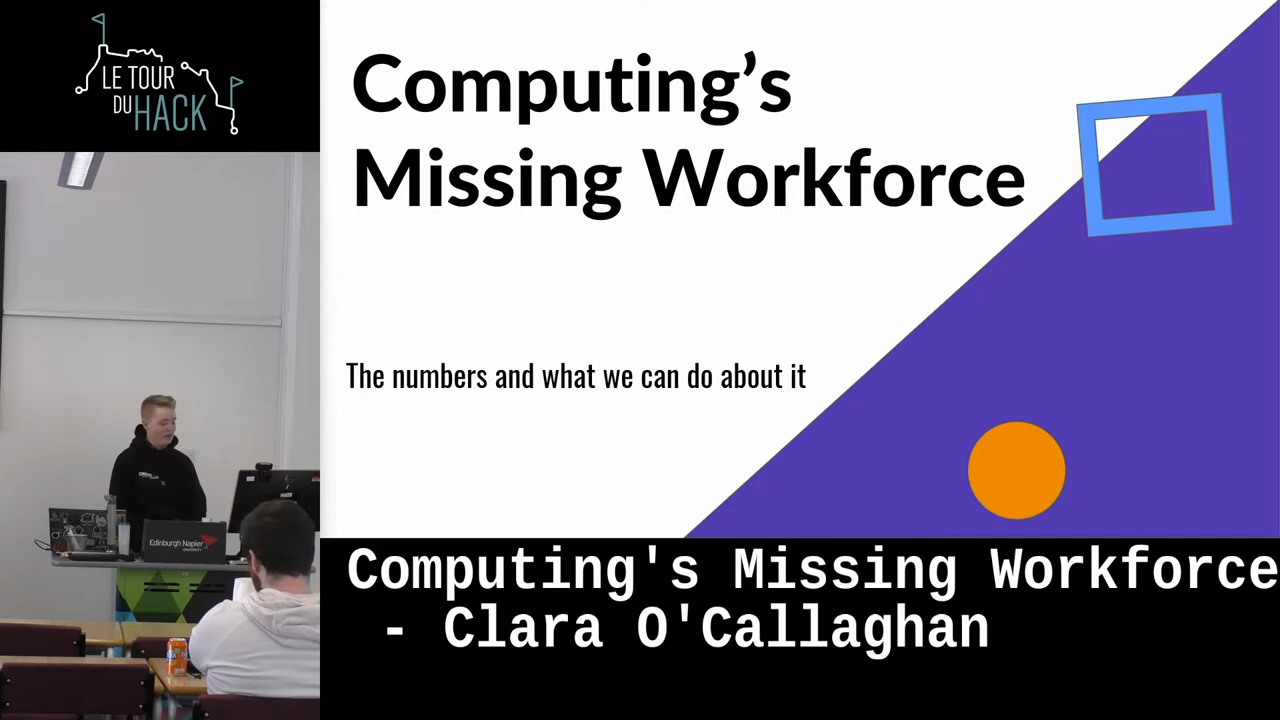 LE TOUR
DU HACK
Computing’s
Missing Workforce
The numbers and what we can do about it
Edinburgh Napier
UNIVERSITY
Computing's Missing Workforce
- Clara O'Callaghan